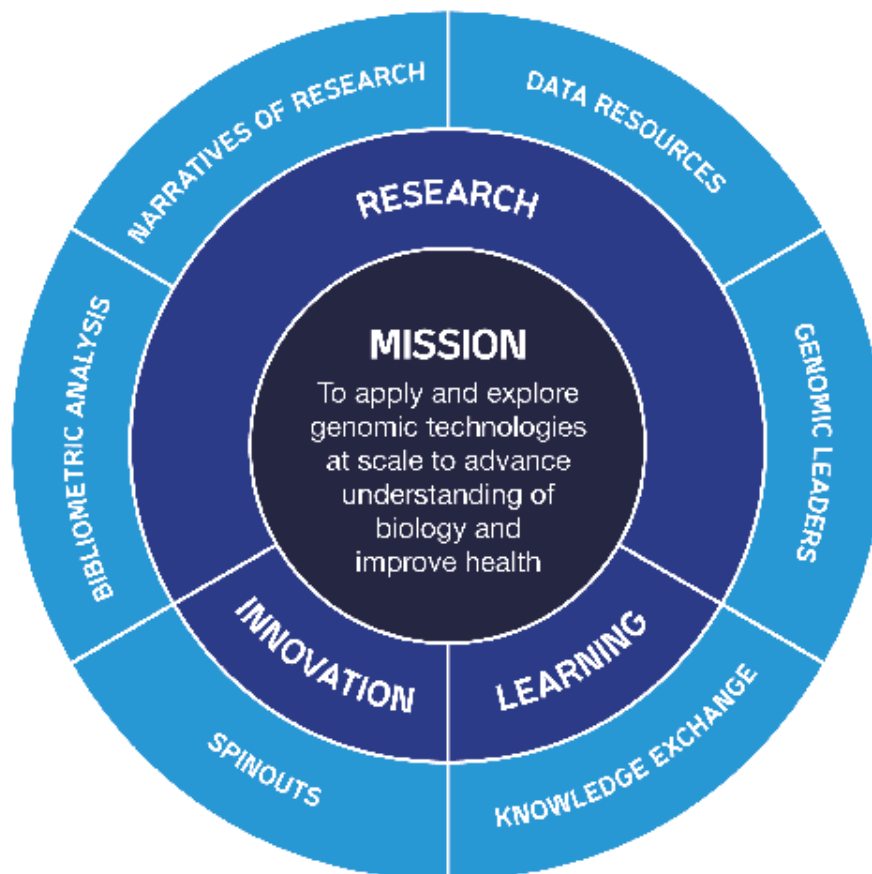 NARRATIVES OF RESEARCH
DATA RESOURCES
RESEARCH
BIBLIOMETRIC ANALYSIS
GENOMIC LEADERS
MISSION
To apply and explore
genomic technologies
at scale to advance
understanding of
biology and
improve health
INNOVATION
LEARNING
SPINOUTS
KNOWLEDGE EXCHANGE